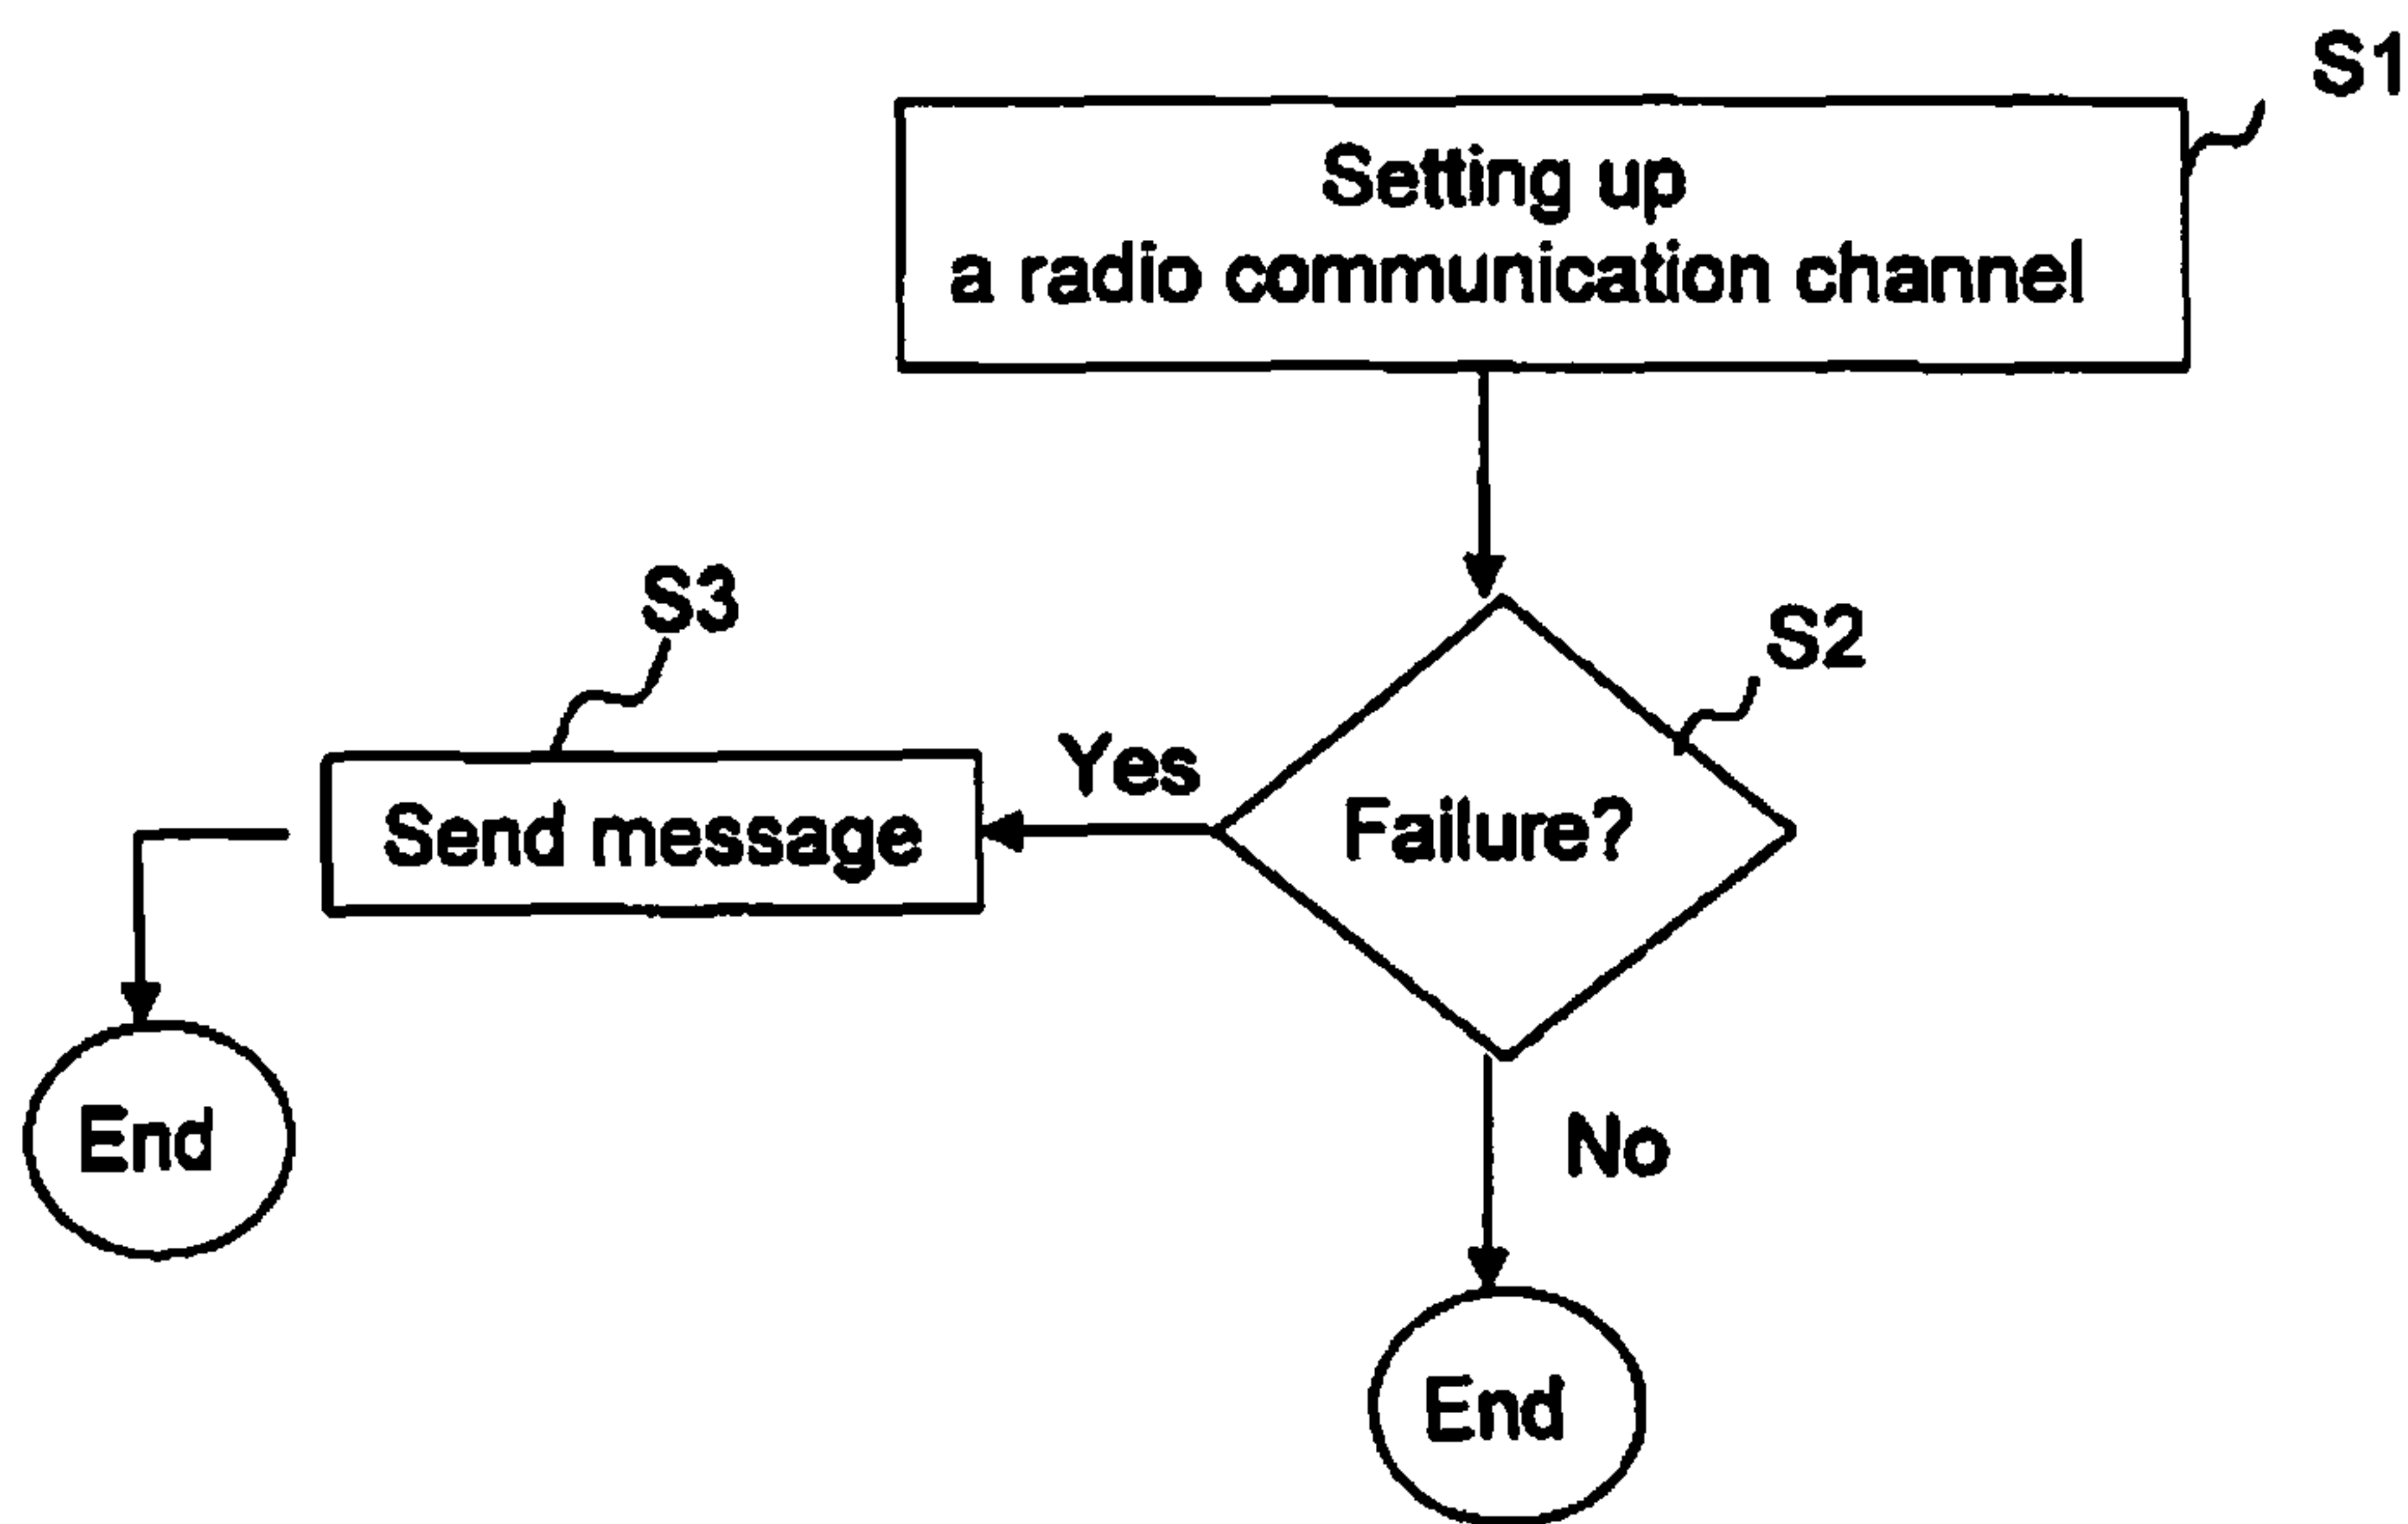 S1
Setting up
a radio communication channel
S3
S2
Yes
Send message
Failure?
End
No
End